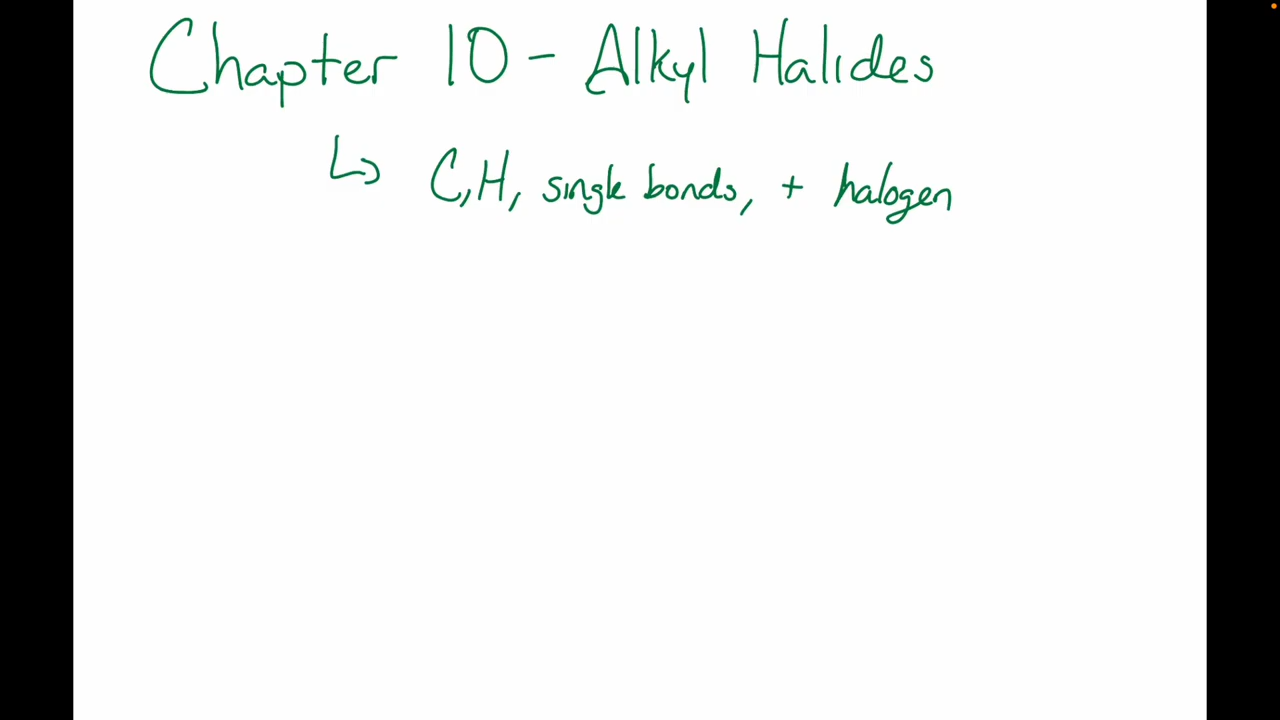 Chapter 10 - Alkyl Halides
↳ C, H, single bonds, + halogen